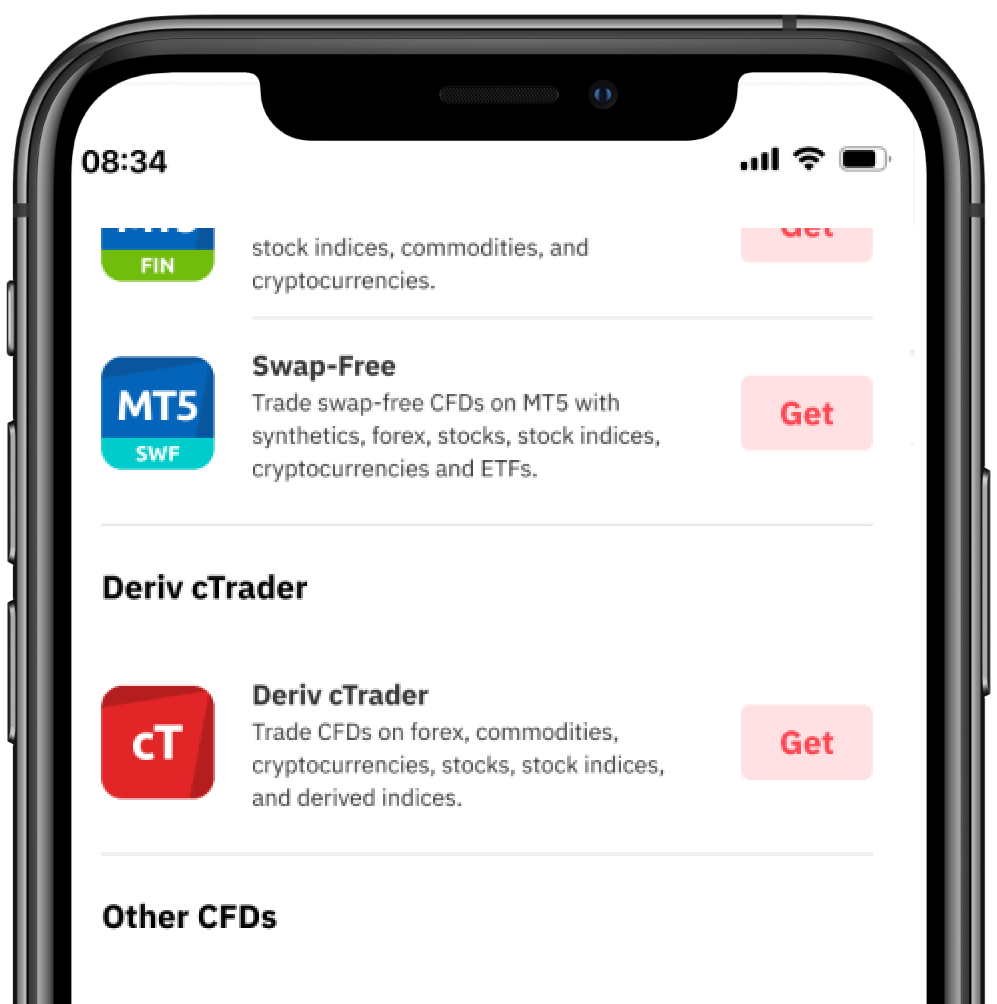 08:34
stock indices, commodities, and
Get
FIN
cryptocurrencies.
Swap-Free
MT5
Trade swap-free CFDs on MT5 with
Get
synthetics, forex, stocks, stock indices,
SWF
cryptocurrencies and ETFs.
Deriv cTrader
Deriv cTrader
cT
Trade CFDs on forex, commodities,
Get
cryptocurrencies, stocks, stock indices,
and derived indices.
Other CFDs